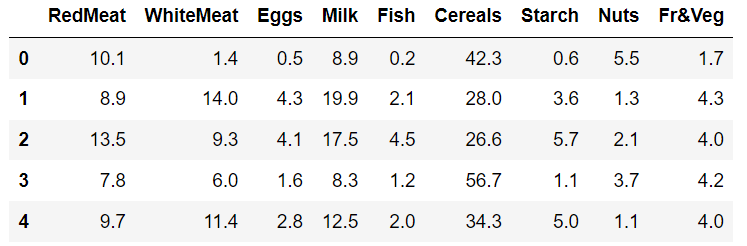 RedMeat WhiteMeat Eggs Milk Fish Cereals Starch Nuts Fr&Veg
0 10.1 1.4 0.5 8.9 0.2 42.3 0.6 5.5 1.7
1 8.9 14.0 4.3 19.9 2.1 28.0 3.6 1.3 4.3
2 13.5 9.3 4.1 17.5 4.5 26.6 5.7 2.1 4.0
3 7.8 6.0 1.6 8.3 1.2 56.7 1.1 3.7 4.2
4 9.7 11.4 2.8 12.5 2.0 34.3 5.0 1.1 4.0